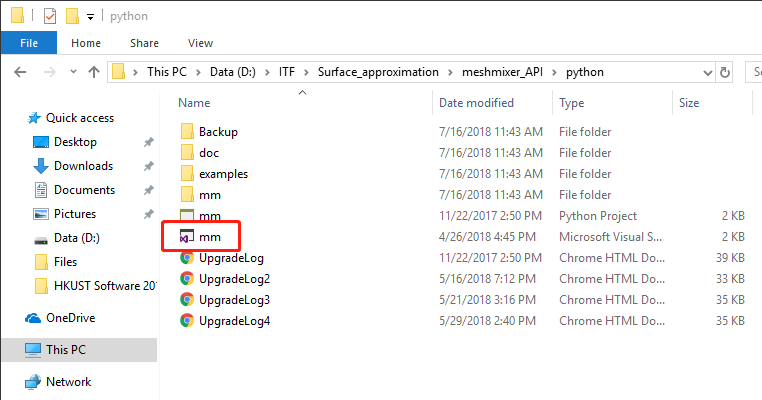 python
File Home Share View
This PC Data (D:) ITF Surface_approximation meshmixer_API python Se
Name Date modified Type Size
Quick access
Desktop
Downloads
Documents
Pictures
Data (D:)
Files
HKUST Software 20
OneDrive
This PC
Network
Backup 7/16/2018 11:43 AM File folder
doc 7/16/2018 11:43 AM File folder
examples 7/16/2018 11:43 AM File folder
mm 7/16/2018 11:43 AM File folder
mm 11/22/2017 2:50 PM Python Project 2 KB
mm 4/26/2018 4:45 PM Microsoft Visual S... 2 KB
UpgradeLog 11/22/2017 2:50 PM Chrome HTML Do... 39 KB
UpgradeLog2 5/16/2018 7:12 PM Chrome HTML Do... 33 KB
UpgradeLog3 5/21/2018 3:16 PM Chrome HTML Do... 35 KB
UpgradeLog4 5/29/2018 2:40 PM Chrome HTML Do... 35 KB